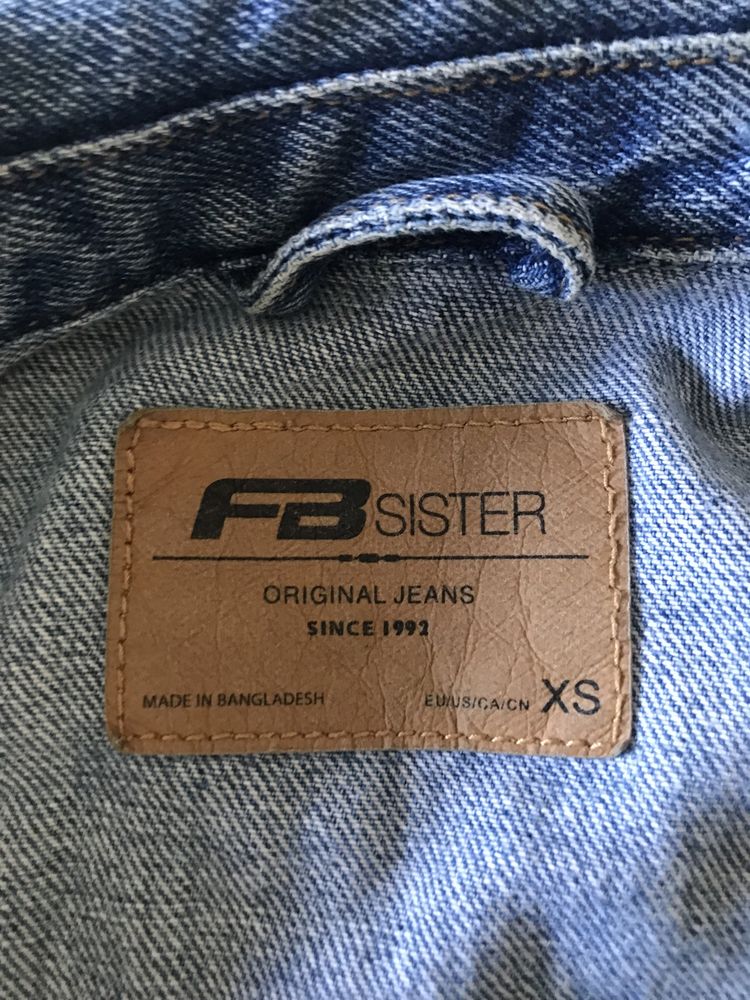 FB SISTER
ORIGINAL JEANS
SINCE 1992
MADE IN BANGLADESH EU/US/CA/CN XS